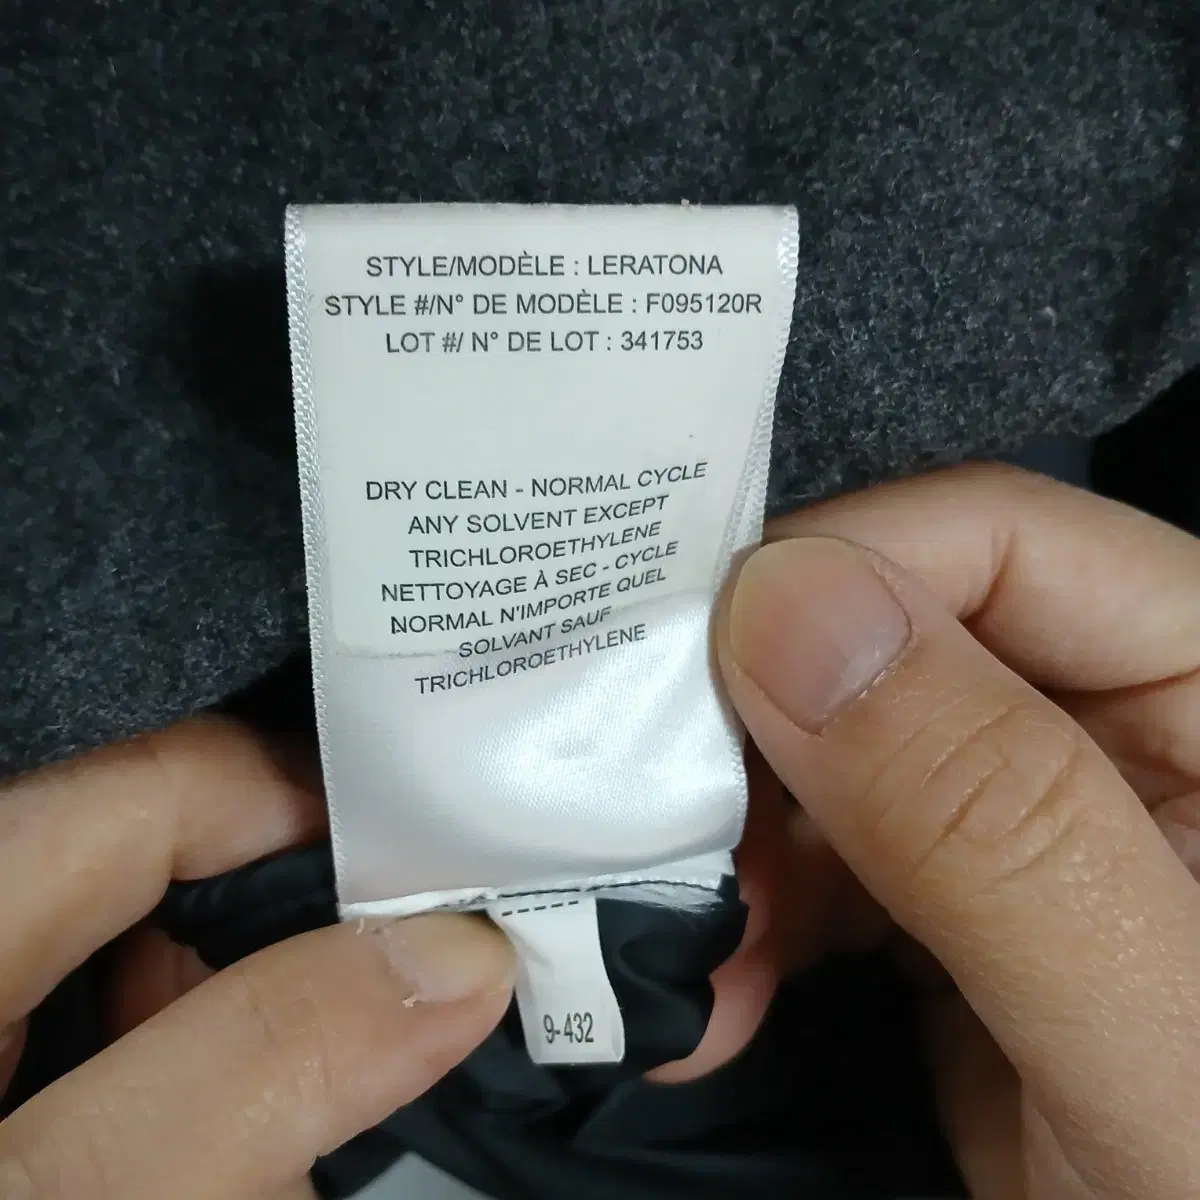 STYLE/MODÈLE : LERATONA
STYLE #/N° DE MODÈLE : F095120R
LOT #/ N° DE LOT : 341753
DRY CLEAN - NORMAL CYCLE
ANY SOLVENT EXCEPT
TRICHLOROETHYLENE
NETTOYAGE À SEC - CYCLE
NORMAL N'IMPORTE QUEL
SOLVANT SAUF
TRICHLOROETHYLENE
9-432